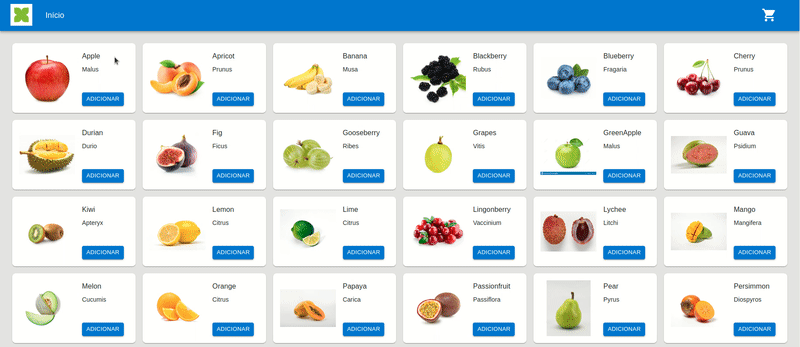 Início
Apple
Malus
ADICIONAR
Apricot
Prunus
ADICIONAR
Banana
Musa
ADICIONAR
Blackberry
Rubus
ADICIONAR
Blueberry
Fragaria
ADICIONAR
Cherry
Prunus
ADICIONAR
Durian
Durio
ADICIONAR
Fig
Ficus
ADICIONAR
Gooseberry
Ribes
ADICIONAR
Grapes
Vitis
ADICIONAR
GreenApple
Malus
ADICIONAR
Guava
Psidium
ADICIONAR
Kiwi
Apteryx
ADICIONAR
Lemon
Citrus
ADICIONAR
Lime
Citrus
ADICIONAR
Lingonberry
Vaccinium
ADICIONAR
Lychee
Litchi
ADICIONAR
Mango
Mangifera
ADICIONAR
Melon
Cucumis
ADICIONAR
Orange
Citrus
ADICIONAR
Papaya
Carica
ADICIONAR
Passionfruit
Passiflora
ADICIONAR
Pear
Pyrus
ADICIONAR
Persimmon
Diospyros
ADICIONAR